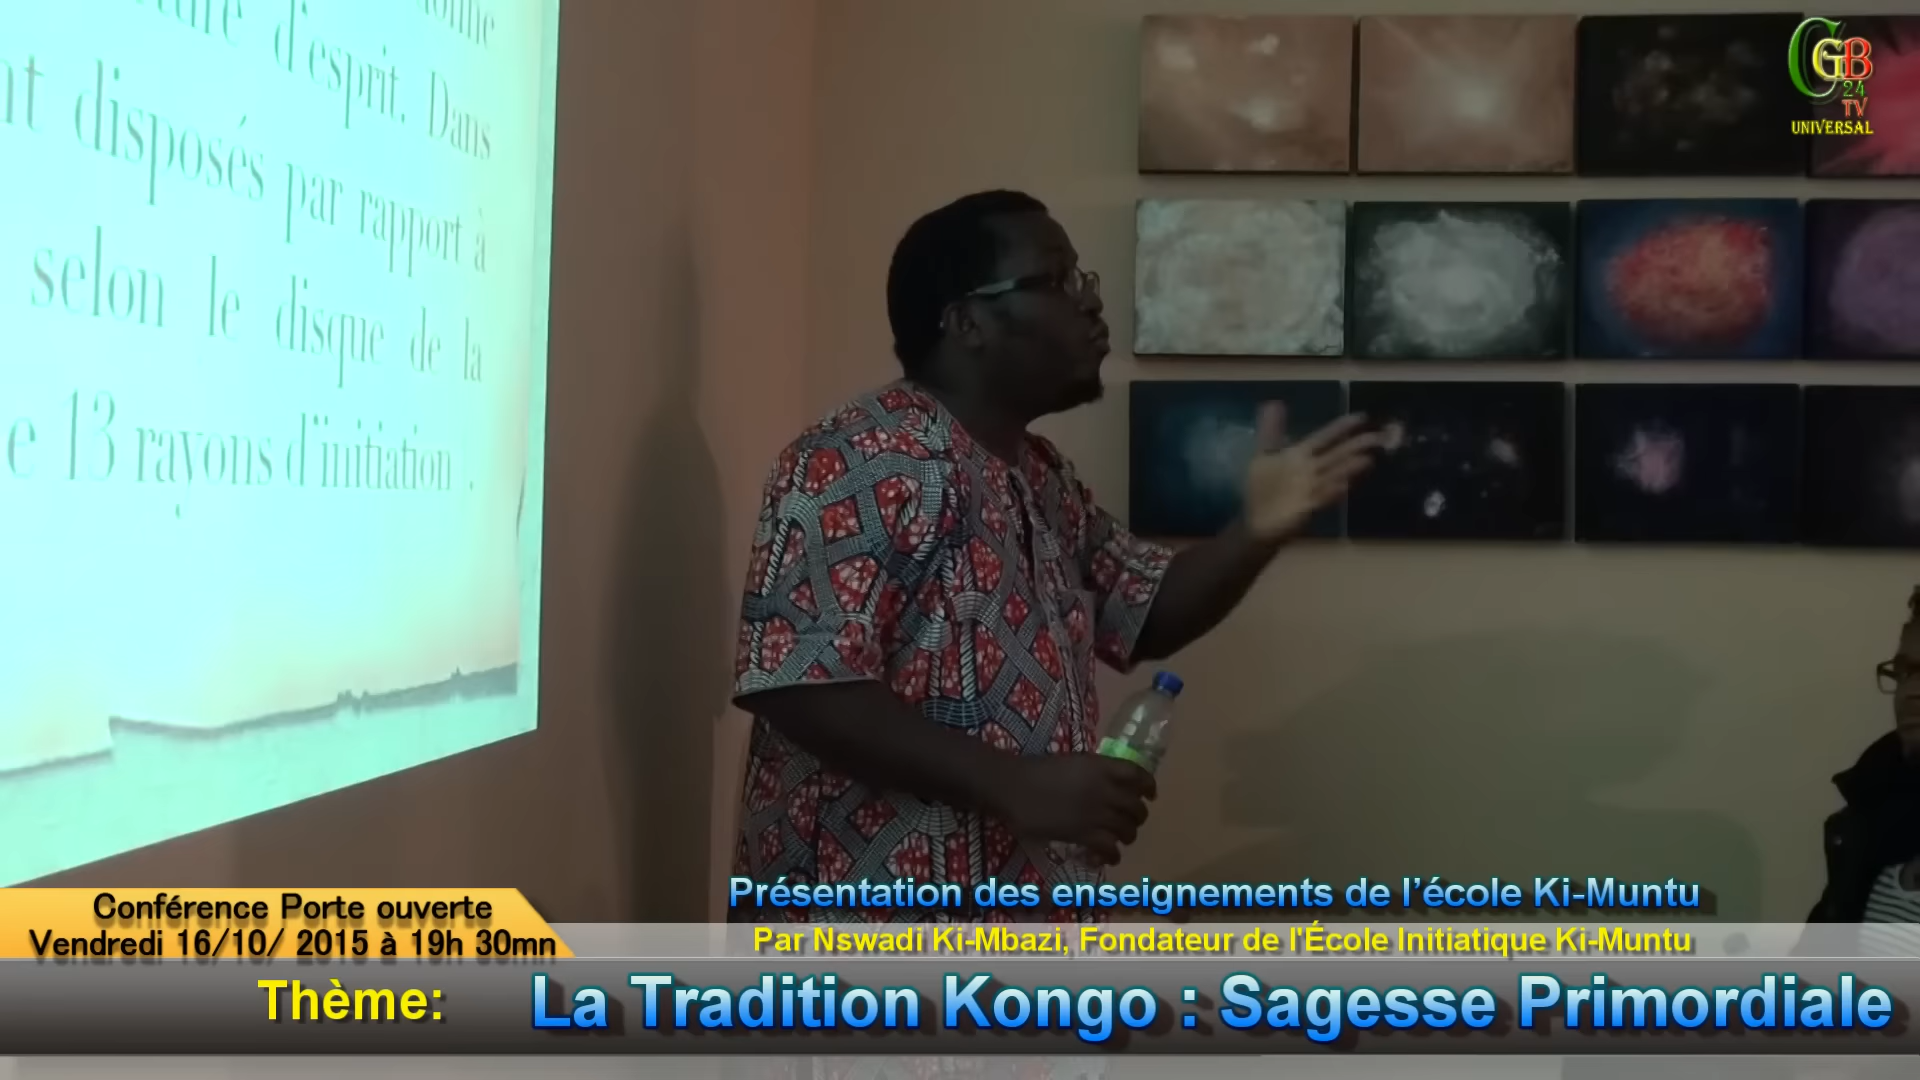 d'esprit. Dans
disposés par rapport à
selon le disque de la
e 13 rayons d'initiation .
CGB
24
TV
UNIVERSAL
Conférence Porte ouverte
Vendredi 16/10/ 2015 à 19h 30mn
Présentation des enseignements de l’école Ki-Muntu
Par Nswadi Ki-Mbazi, Fondateur de l'École Initiatique Ki-Muntu
Thème: La Tradition Kongo : Sagesse Primordiale